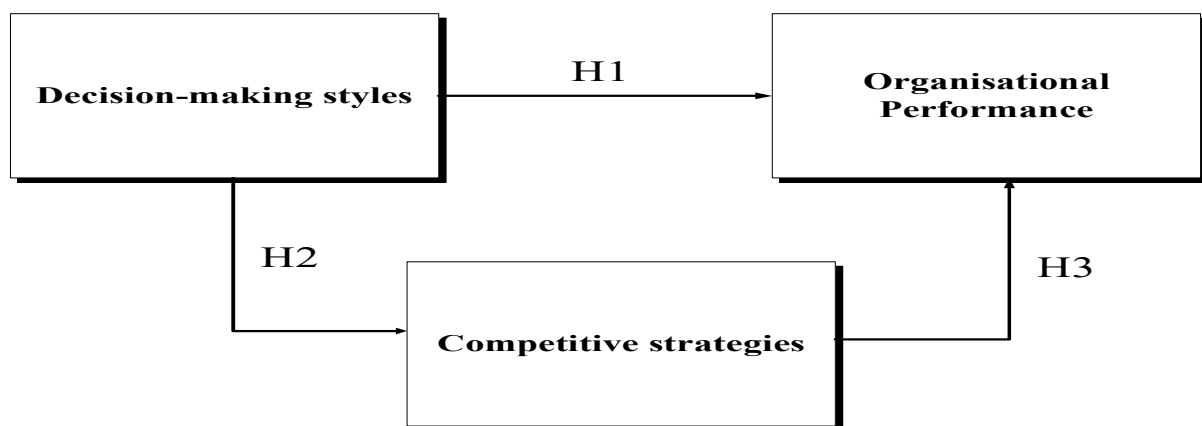 Decision-making styles
H1
Organisational
Performance
H2
Competitive strategies
H3